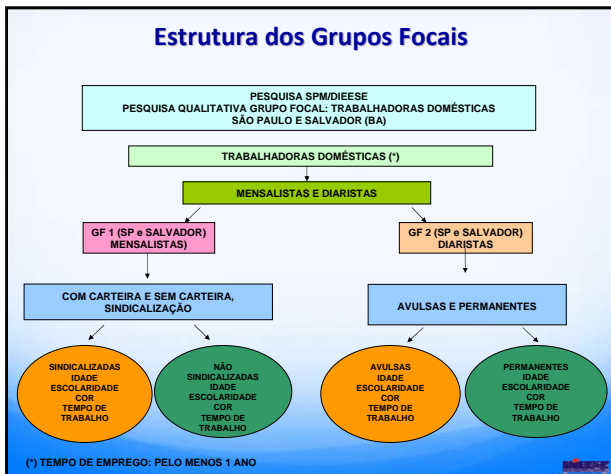 Estrutura dos Grupos Focais
PESQUISA SPM/DIEESE
PESQUISA QUALITATIVA GRUPO FOCAL: TRABALHADORAS DOMÉSTICAS
SÃO PAULO E SALVADOR (BA)
TRABALHADORAS DOMÉSTICAS (*)
MENSALISTAS E DIARISTAS
GF 1 (SP e SALVADOR)
MENSALISTAS)
GF 2 (SP e SALVADOR)
DIARISTAS
COM CARTEIRA E SEM CARTEIRA,
SINDICALIZAÇÃO
AVULSAS E PERMANENTES
SINDICALIZADAS
IDADE
ESCOLARIDADE
COR
TEMPO DE
TRABALHO
NÃO
SINDICALIZADAS
IDADE
ESCOLARIDADE
COR
TEMPO DE
TRABALHO
AVULSAS
IDADE
ESCOLARIDADE
COR
TEMPO DE
TRABALHO
PERMANENTES
IDADE
ESCOLARIDADE
COR
TEMPO DE
TRABALHO
(*) TEMPO DE EMPREGO: PELO MENOS 1 ANO